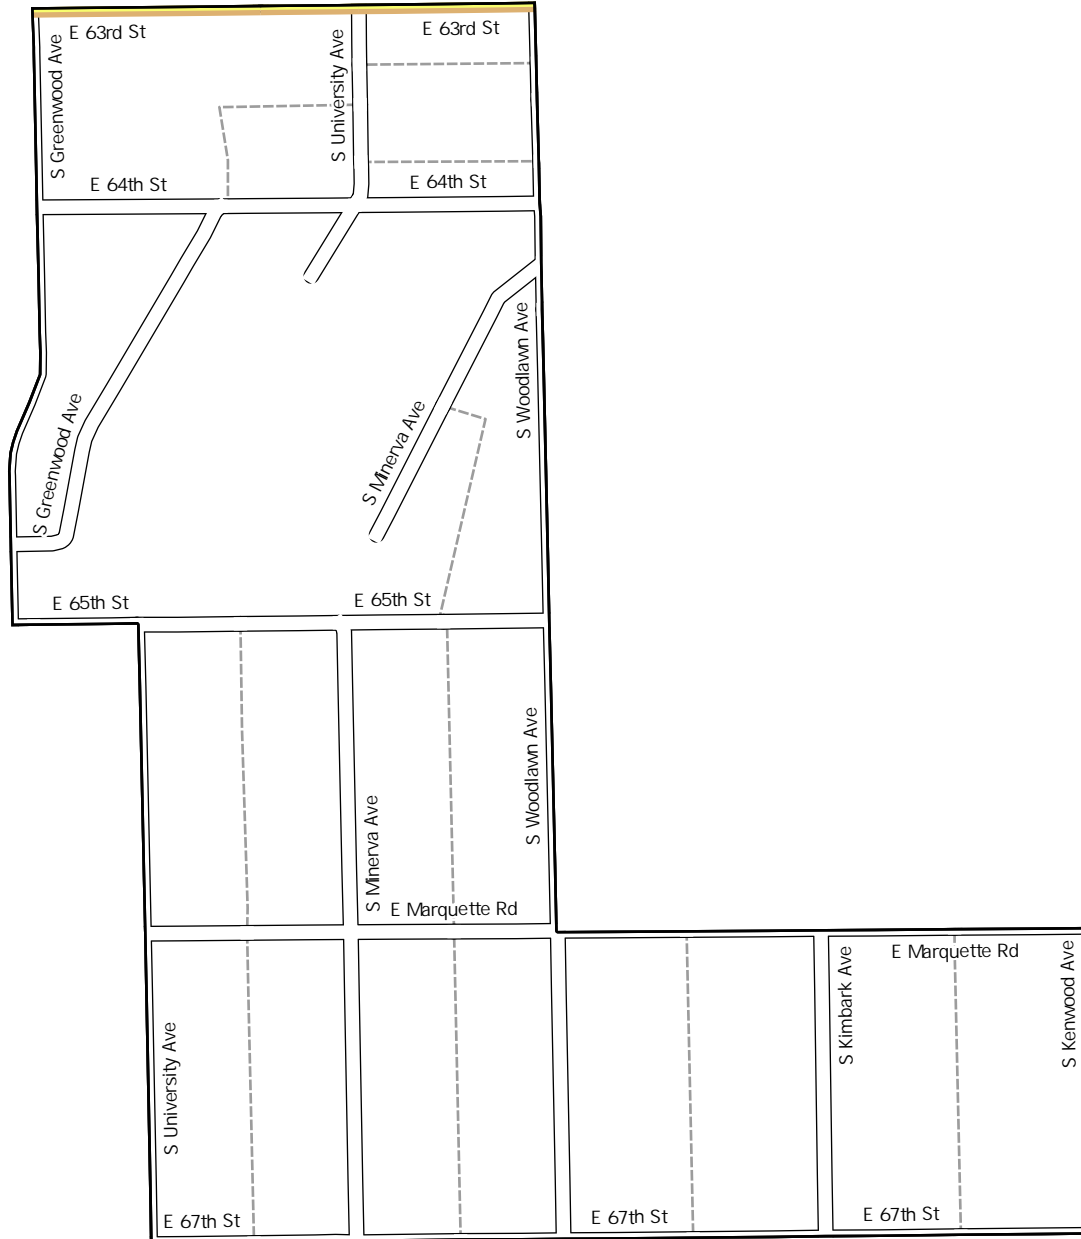 E 63rd St
E 63rd St
S Greenwood Ave
S University Ave
E 64th St
E 64th St
S Woodlawn Ave
S Greenwood Ave
S Minerva Ave
E 65th St
E 65th St
S Woodlawn Ave
S Minerva Ave
E Marquette Rd
E Marquette Rd
S Kimbark Ave
S Kenwood Ave
S University Ave
E 67th St
E 67th St
E 67th St